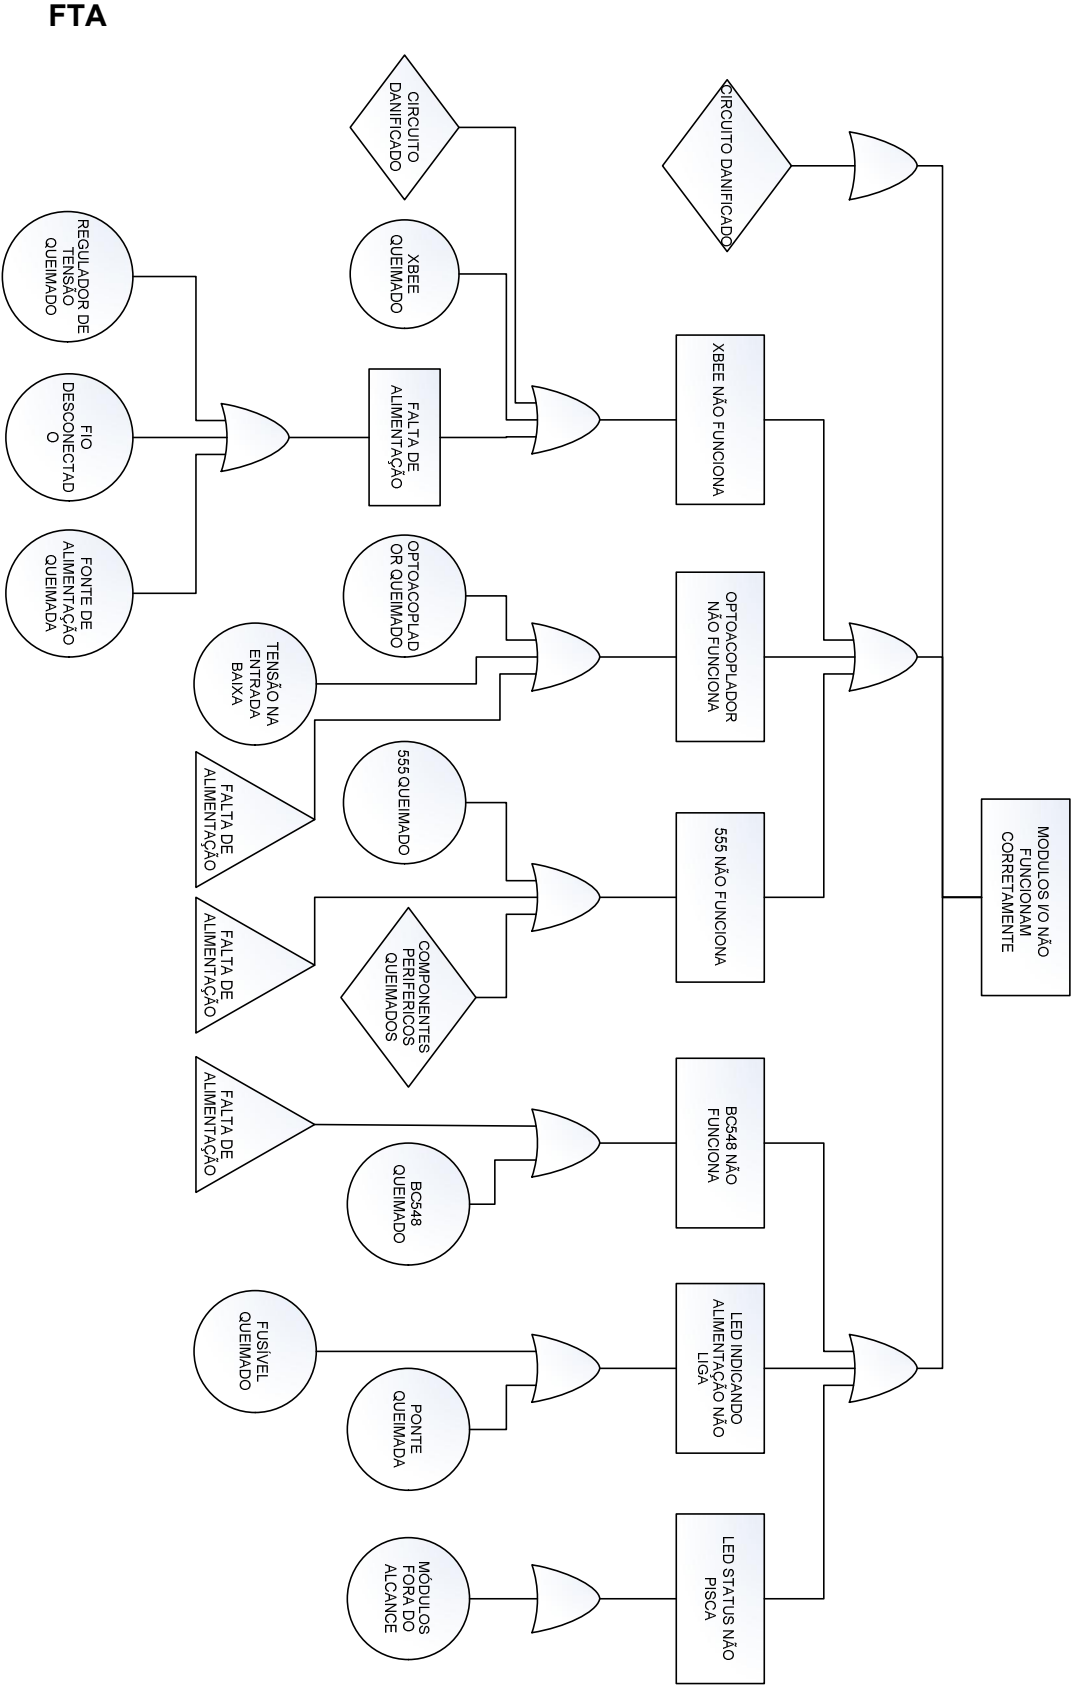 FTA
MODULOS I/O NÃO
FUNCIONAM
CORRETAMENTE
CIRCUITO DANIFICADO
XBEE NÃO FUNCIONA
OPTOACOPLADOR
NÃO FUNCIONA
555 NÃO FUNCIONA
BC548 NÃO
FUNCIONA
LED INDICANDO
ALIMENTAÇÃO NÃO
LIGA
LED STATUS NÃO
PISCA
CIRCUITO
DANIFICADO
XBEE
QUEIMADO
FALTA DE
ALIMENTAÇÃO
OPTOACOPLAD
OR QUEIMADO
555 QUEIMADO
COMPONENTES
PERIFERICOS
QUEIMADOS
BC548
QUEIMADO
PONTE
QUEIMADA
MÓDULOS
FORA DO
ALCANCE
TENSÃO NA
ENTRADA
BAIXA
FALTA DE
ALIMENTAÇÃO
FALTA DE
ALIMENTAÇÃO
FALTA DE
ALIMENTAÇÃO
FUSÍVEL
QUEIMADO
REGULADOR DE
TENSÃO
QUEIMADO
FIO
DESCONECTAD
O
FONTE DE
ALIMENTAÇÃO
QUEIMADA